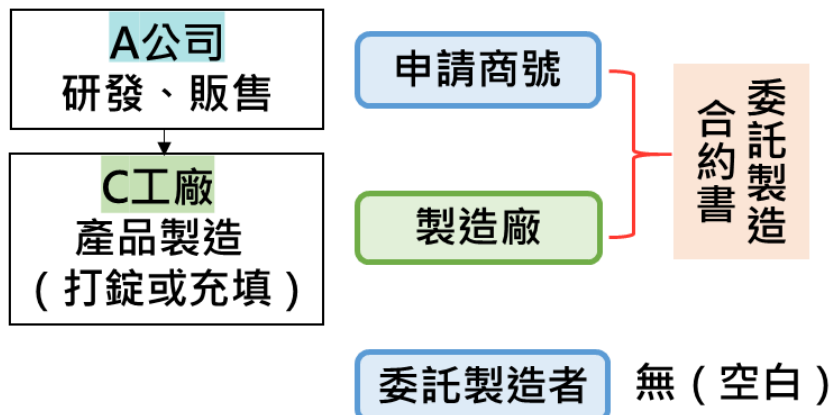 A公司
研發、販售
C工廠
產品製造
(打錠或充填)
申請商號
製造廠
委託製造
合約書
委託製造者
無(空白)